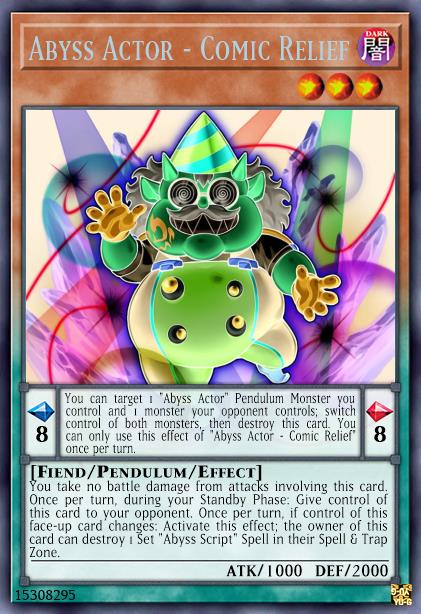 Abyss Actor - Comic Relief
DARK
闇
You can target 1 "Abyss Actor" Pendulum Monster you
control and 1 monster your opponent controls; switch
control of both monsters, then destroy this card. You
can only use this effect of "Abyss Actor - Comic Relief"
once per turn.
8
8
[Fiend/Pendulum/Effect]
You take no battle damage from attacks involving this card.
Once per turn, during your Standby Phase: Give control of
this card to your opponent. Once per turn, if control of this
face-up card changes: Activate this effect; the owner of this
card can destroy 1 Set "Abyss Script" Spell in their Spell & Trap
Zone.
ATK/1000 DEF/2000
15308295